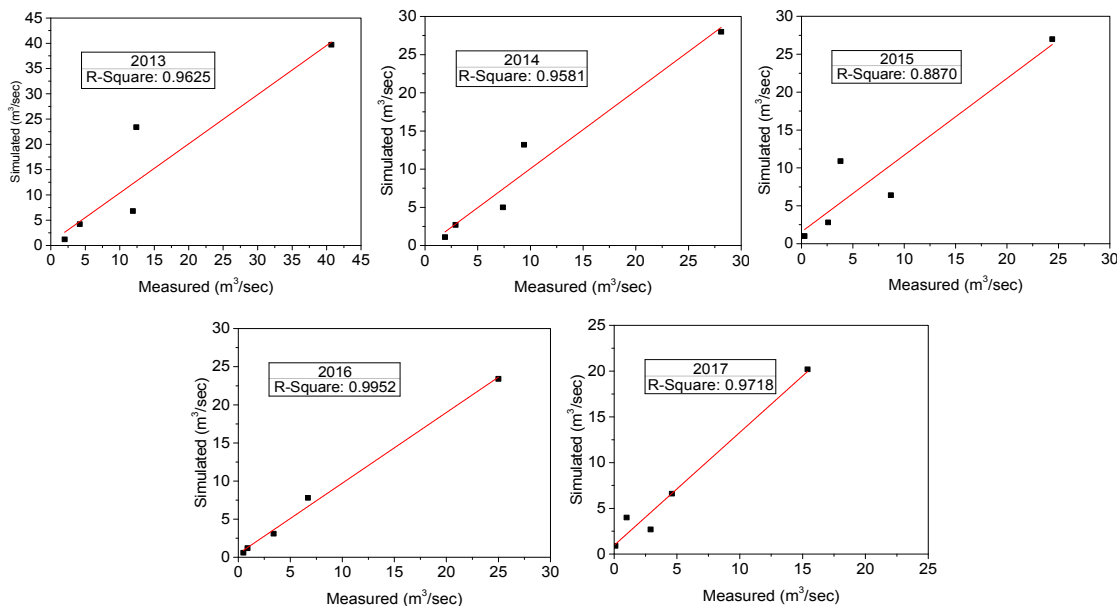 2013
R-Square: 0.9625
Simulated (m³/sec)
45
40
35
30
25
20
15
10
5
0
0 5 10 15 20 25 30 35 40 45
Measured (m³/sec)
2014
R-Square: 0.9581
Simulated (m³/sec)
30
25
20
15
10
5
0
0 5 10 15 20 25 30
Measured (m³/sec)
2015
R-Square: 0.8870
Simulated (m³/sec)
30
25
20
15
10
5
0
0 5 10 15 20 25 30
Measured (m³/sec)
2016
R-Square: 0.9952
Simulated (m³/sec)
30
25
20
15
10
5
0
0 5 10 15 20 25 30
Measured (m³/sec)
2017
R-Square: 0.9718
Simulated (m³/sec)
25
20
15
10
5
0
0 5 10 15 20 25
Measured (m³/sec)